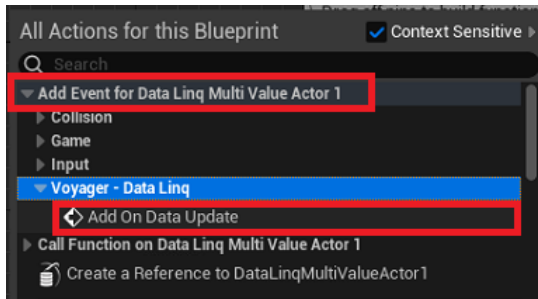 All Actions for this Blueprint Context Sensitive
Search
Add Event for Data Linq Multi Value Actor 1
Collision
Game
Input
Voyager - Data Linq
Add On Data Update
Call Function on Data Linq Multi Value Actor 1
Create a Reference to DataLinqMultiValueActor1